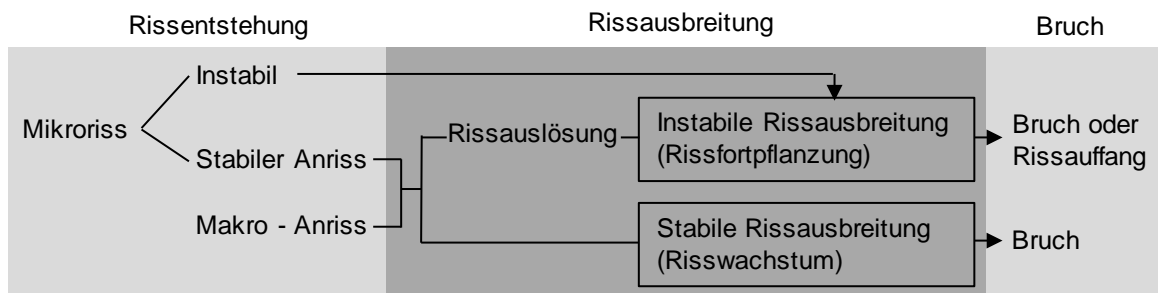 Rissentstehung
Rissausbreitung
Bruch
Instabil
Mikroriss
Stabiler Anriss
Makro - Anriss
Rissauslösung
Instabile Rissausbreitung
(Rissfortpflanzung)
Stabile Rissausbreitung
(Risswachstum)
Bruch oder
Rissauffang
Bruch